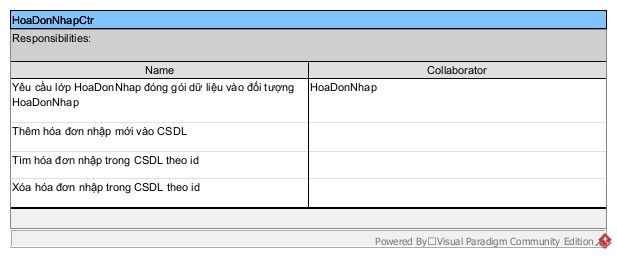 HoaDonNhapCtr
Responsibilities:
Name Collaborator
Yêu cầu lớp HoaDonNhap đóng gói dữ liệu vào đối tượng HoaDonNhap
HoaDonNhap
Thêm hóa đơn nhập mới vào CSDL
Tìm hóa đơn nhập trong CSDL theo id
Xóa hóa đơn nhập trong CSDL theo id
Powered By□Visual Paradigm Community Edition